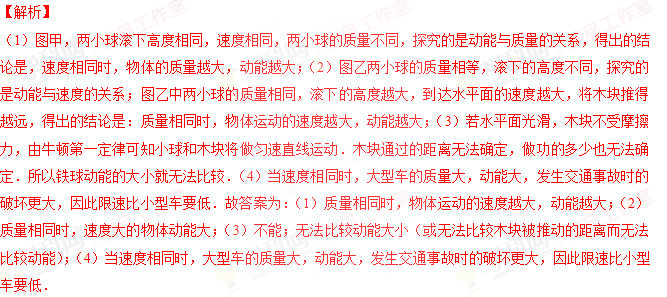 【解析】
（1）图甲，两小球滚下高度相同，速度相同，两小球的质量不同，探究的是动能与质量的关系，得出的结
论是，速度相同时，物体的质量越大，动能越大；（2）图乙两小球的质量相等，滚下的高度不同，探究的
是动能与速度的关系；图乙中两小球的质量相同，滚下的高度越大，到达水平面的速度越大，将木块推得
越远，得出的结论是：质量相同时，物体运动的速度越大，动能越大；（3）若水平面光滑，木块不受摩擦
力，由牛顿第一定律可知小球和木块将做匀速直线运动．木块通过的距离无法确定，做功的多少也无法确
定．所以铁球动能的大小就无法比较．（4）当速度相同时，大型车的质量大，动能大，发生交通事故时的
破坏更大，因此限速比小型车要低．故答案为：（1）质量相同时，物体运动的速度越大，动能越大；（2）
质量相同时，速度大的物体动能大；（3）不能；无法比较动能大小（或无法比较木块被推动的距离而无法
比较动能）；（4）当速度相同时，大型车的质量大，动能大，发生交通事故时的破坏更大，因此限速比小型
车要低．